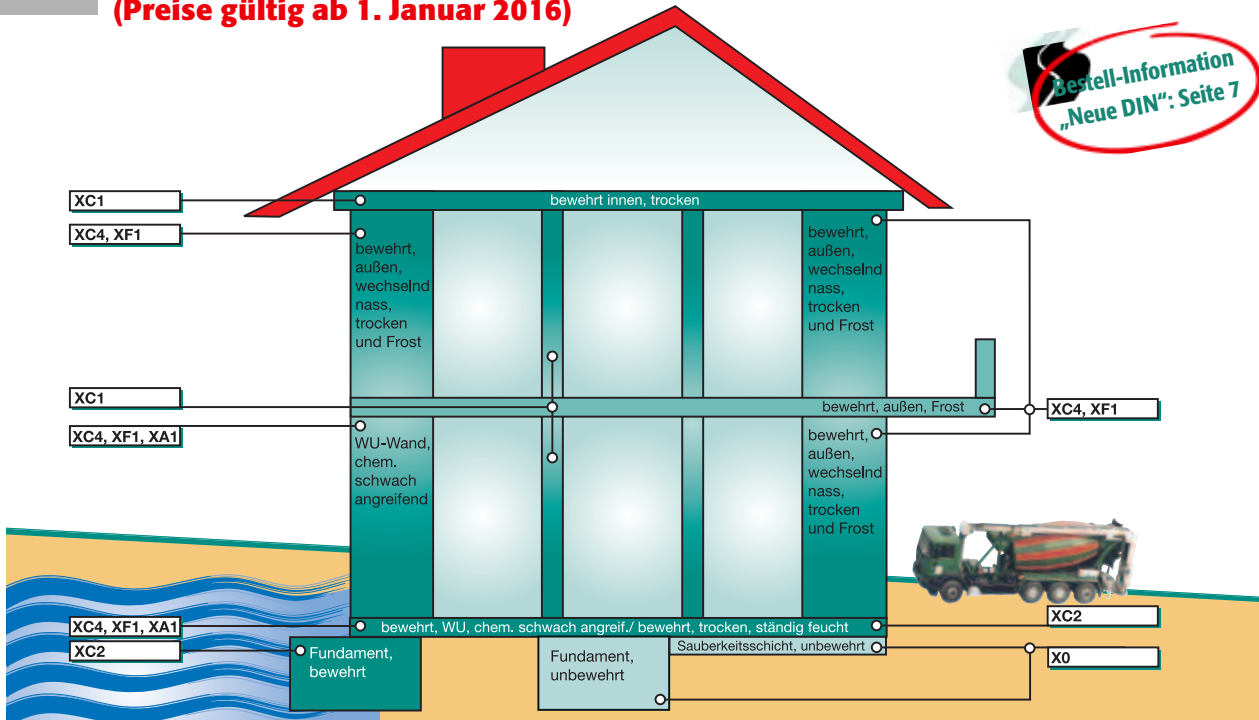 (Preise gültig ab 1. Januar 2016)
Bestell-Information
„Neue DIN“: Seite 7
XC1
bewehrt innen, trocken
XC4, XF1
bewehrt,
außen,
wechselnd
nass,
trocken
und Frost
bewehrt,
außen,
wechselnd
nass,
trocken
und Frost
XC1
bewehrt, außen, Frost
XC4, XF1
XC4, XF1, XA1
WU-Wand,
chem.
schwach
angreifend
bewehrt,
außen,
wechselnd
nass,
trocken
und Frost
XC4, XF1, XA1
bewehrt, WU, chem. schwach angreif./ bewehrt, trocken, ständig feucht
XC2
XC2
Fundament,
bewehrt
Fundament,
unbewehrt
Sauberkeitsschicht, unbewehrt
X0